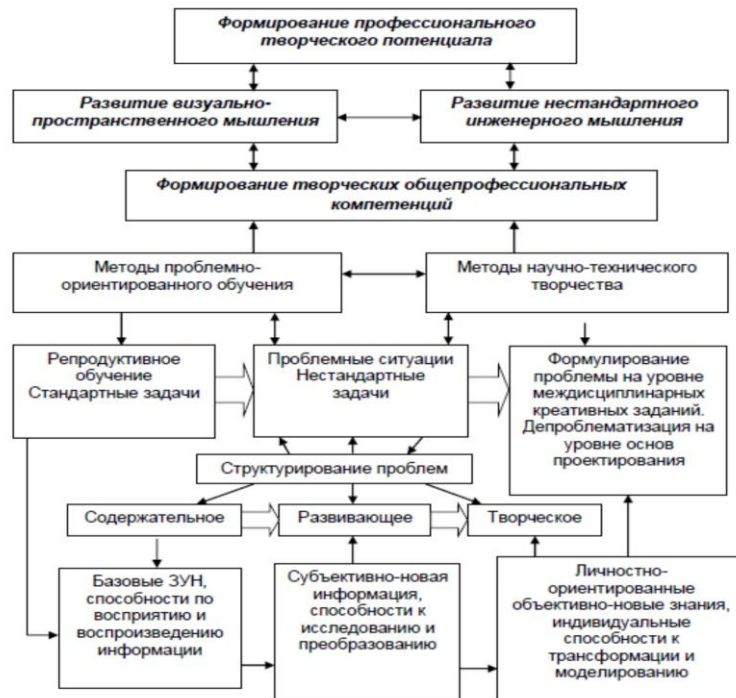 Формирование профессионального
творческого потенциала
Развитие визуально-
пространственного мышления
Развитие нестандартного
инженерного мышления
Формирование творческих общепрофессиональных
компетенций
Методы проблемно-
ориентированного обучения
Методы научно-технического
творчества
Репродуктивное
обучение
Стандартные задачи
Проблемные ситуации
Нестандартные
задачи
Формулирование
проблемы на уровне
междисциплинарных
креативных заданий.
Депроблематизация на
уровне основ
проектирования
Структурирование проблем
Содержательное
Развивающее
Творческое
Базовые ЗУН,
способности по
восприятию и
воспроизведению
информации
Субъективно-новая
информация,
способности к
исследованию и
преобразованию
Личностно-
ориентированные
объективно-новые знания,
индивидуальные
способности к
трансформации и
моделированию